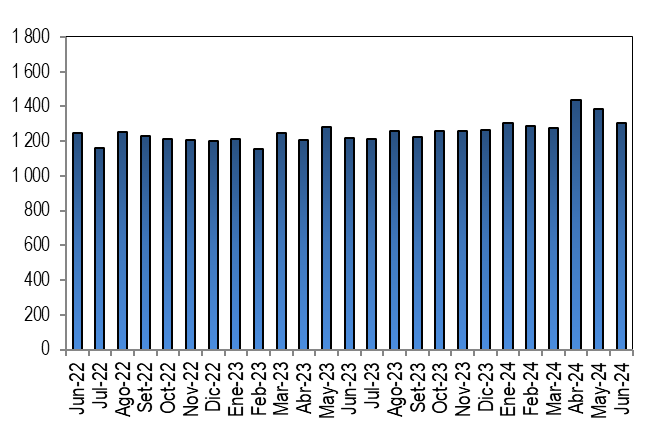 1 800
1 600
1 400
1 200
1 000
800
600
400
200
0
Jun-22
Jul-22
Ago-22
Set-22
Oct-22
Nov-22
Dic-22
Ene-23
Feb-23
Mar-23
Abr-23
May-23
Jun-23
Jul-23
Ago-23
Set-23
Oct-23
Nov-23
Dic-23
Ene-24
Feb-24
Mar-24
Abr-24
May-24
Jun-24